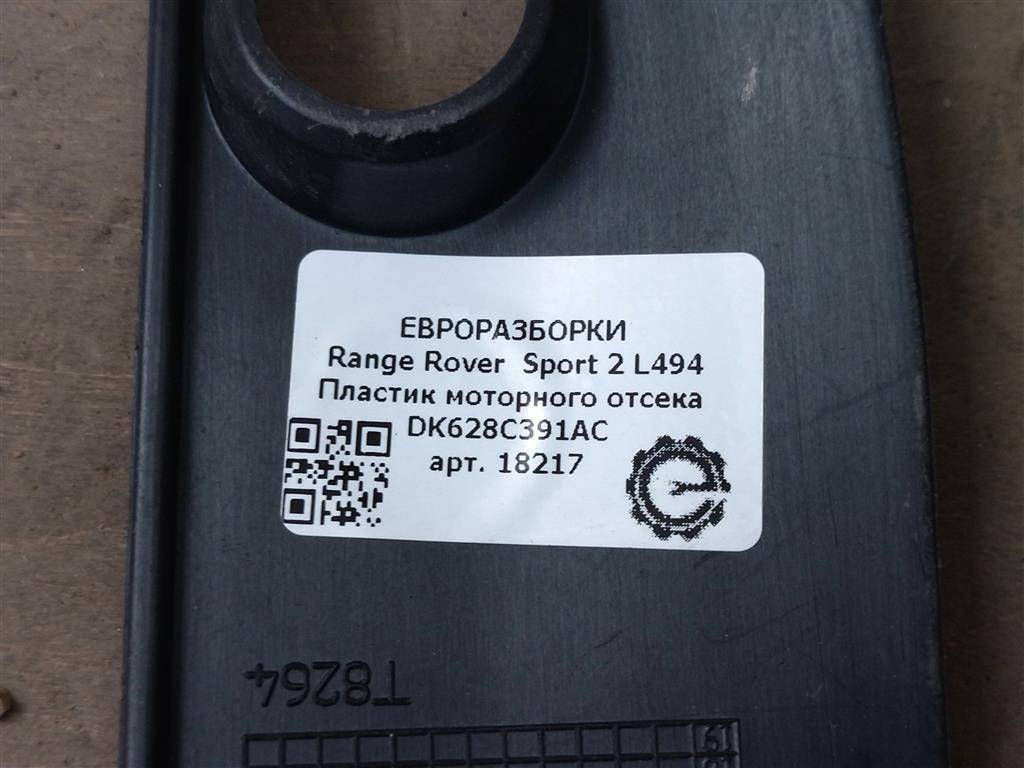 ЕВРОРАЗБОРКИ
Range Rover Sport 2 L494
Пластик моторного отсека
DK628C391AC
арт. 18217
T8264